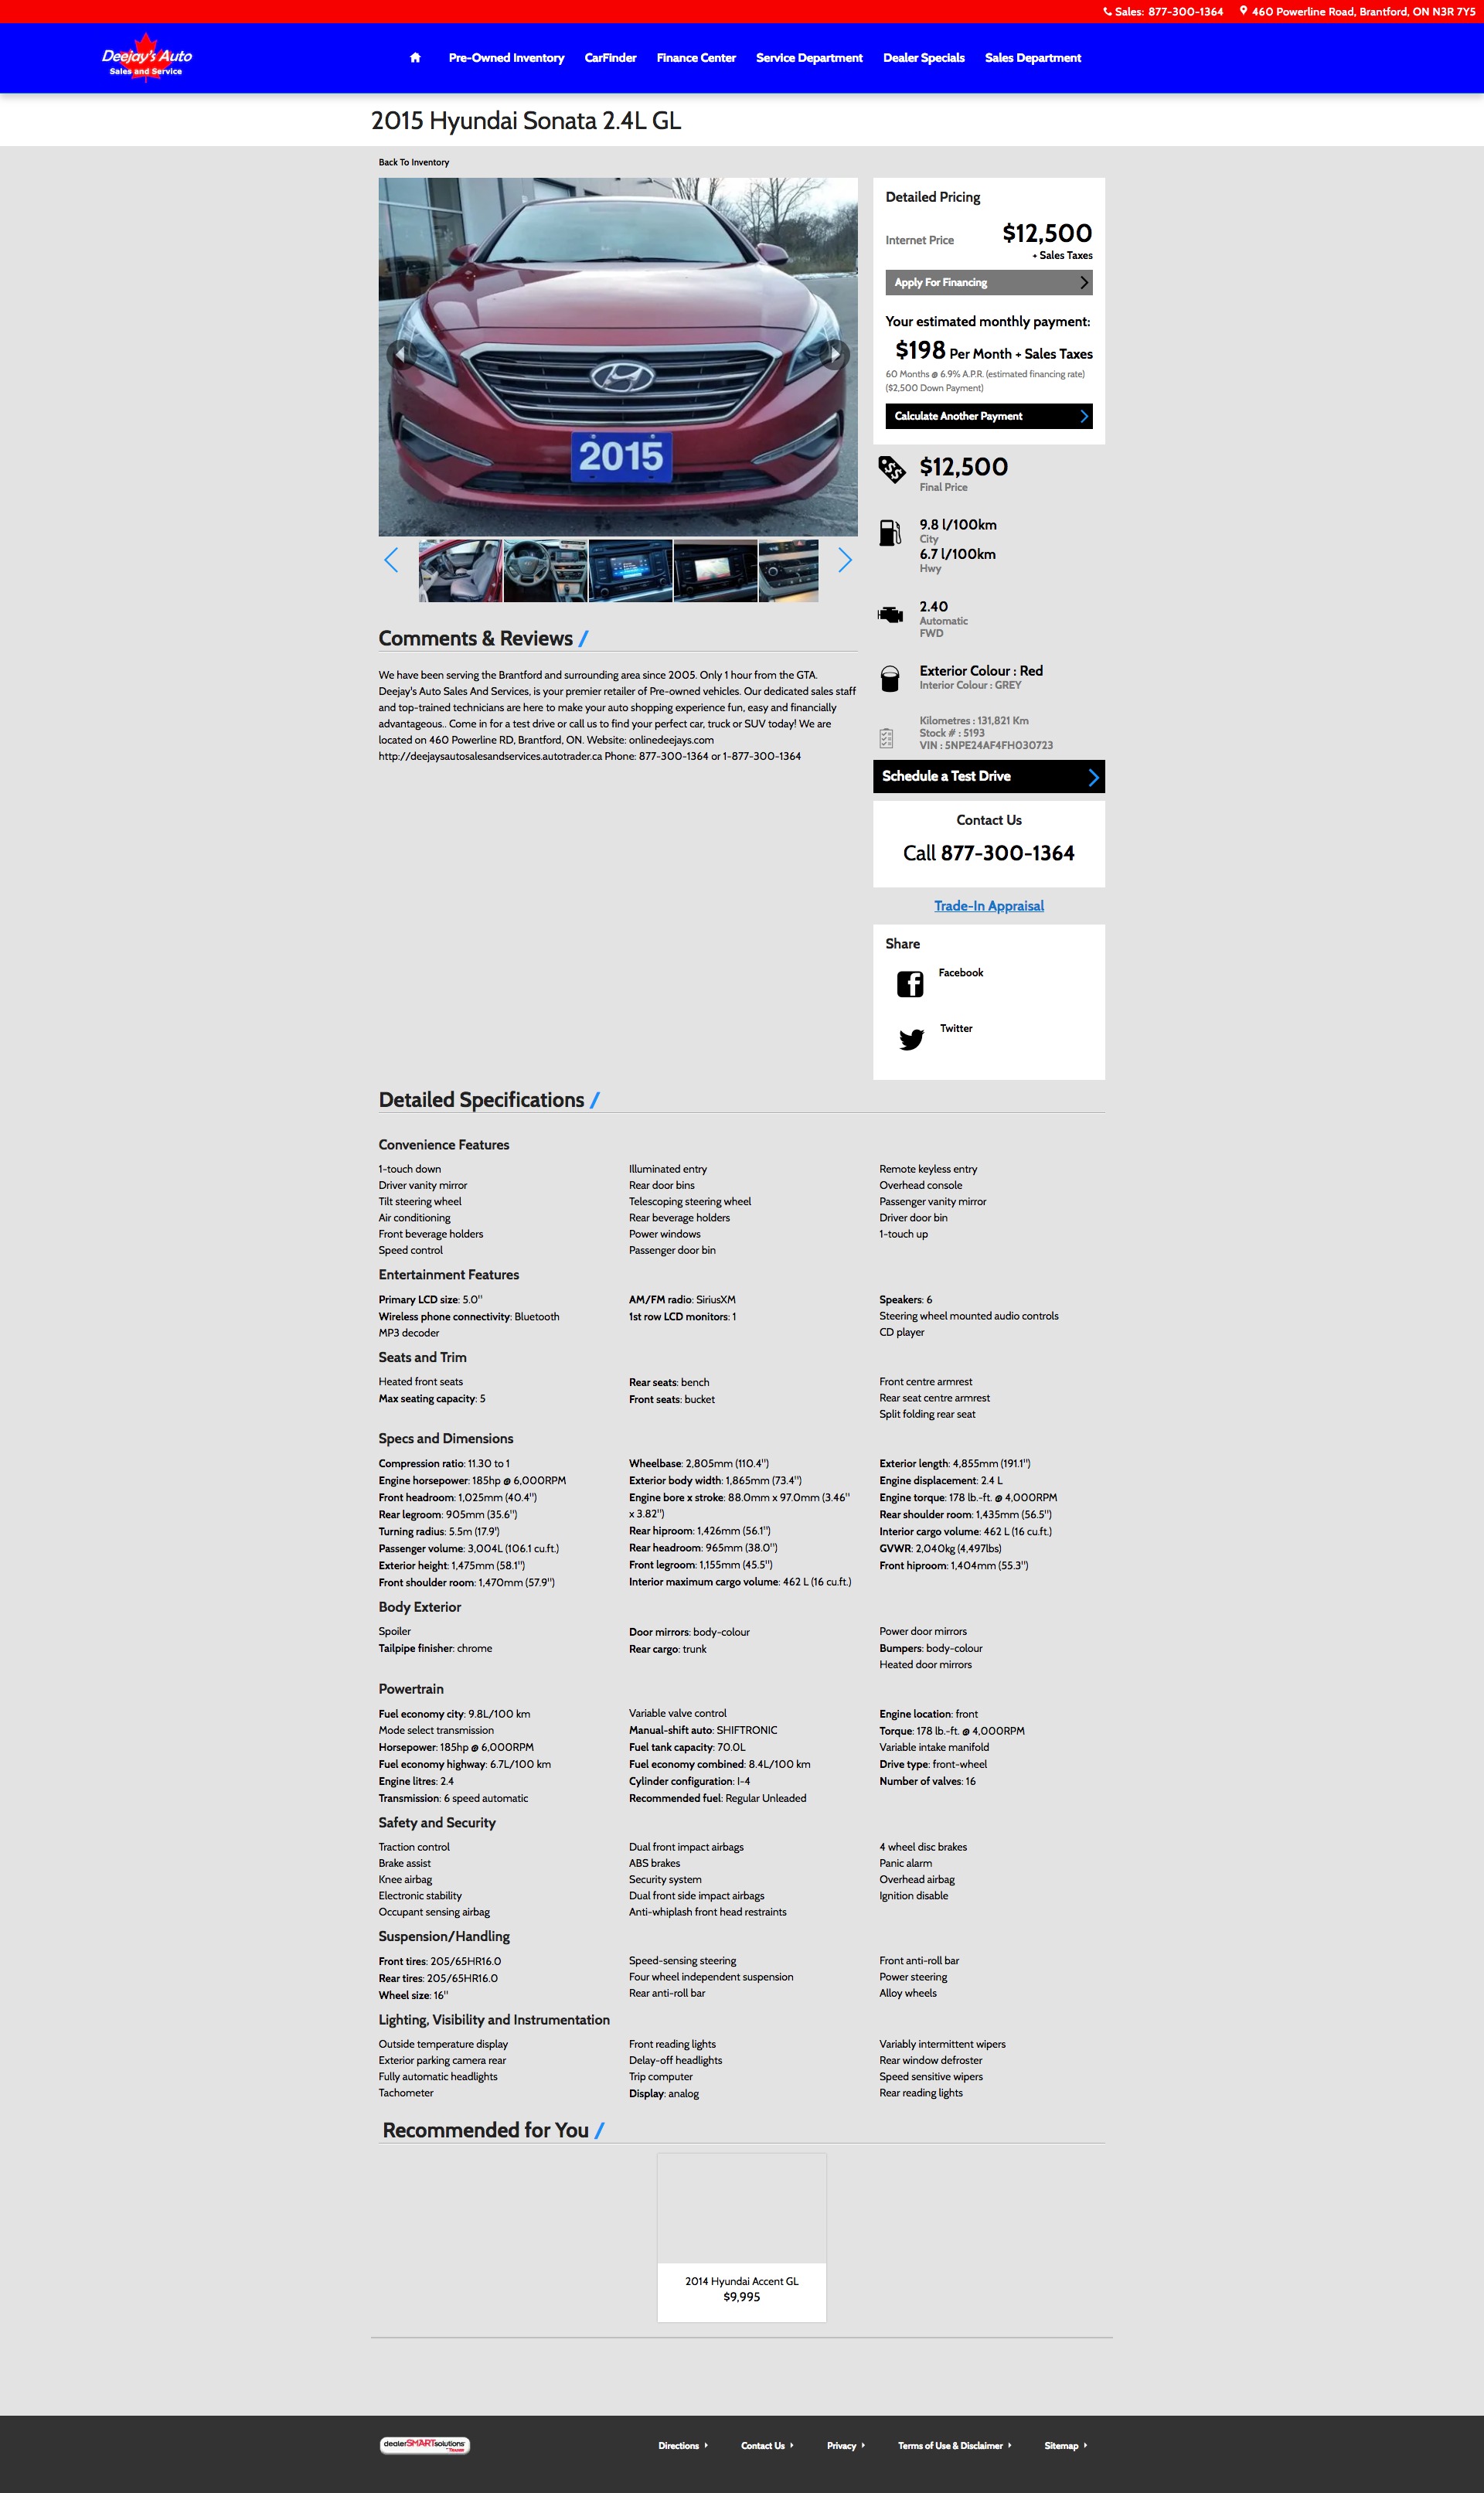 Sales: 877-300-1364 460 Powerline Road, Brantford, ON N3R 7Y5
Deejay's Auto
Sales and Service
Pre-Owned Inventory CarFinder Finance Center Service Department Dealer Specials Sales Department
2015 Hyundai Sonata 2.4L GL
Back To Inventory
2015
Comments & Reviews /
We have been serving the Brantford and surrounding area since 2005. Only 1 hour from the GTA.
Deejay's Auto Sales And Services, is your premier retailer of Pre-owned vehicles. Our dedicated sales staff
and top-trained technicians are here to make your auto shopping experience fun, easy and financially
advantageous.. Come in for a test drive or call us to find your perfect car, truck or SUV today! We are
located on 460 Powerline RD, Brantford, ON. Website: onlinedeejays.com
http://deejaysautosalesandservices.autotrader.ca Phone: 877-300-1364 or 1-877-300-1364
Detailed Pricing
Internet Price $12,500
+ Sales Taxes
Apply For Financing
Your estimated monthly payment:
$198 Per Month + Sales Taxes
60 Months @ 6.9% A.P.R. (estimated financing rate)
($2,500 Down Payment)
Calculate Another Payment
$12,500
Final Price
9.8 l/100km
City
6.7 l/100km
Hwy
2.40
Automatic
FWD
Exterior Colour : Red
Interior Colour : GREY
Kilometres : 131,821 Km
Stock # : 5193
VIN : 5NPE24AF4FH030723
Schedule a Test Drive
Contact Us
Call 877-300-1364
Trade-In Appraisal
Share
Facebook
Twitter
Detailed Specifications /
Convenience Features
1-touch down Illuminated entry Remote keyless entry
Driver vanity mirror Rear door bins Overhead console
Tilt steering wheel Telescoping steering wheel Passenger vanity mirror
Air conditioning Rear beverage holders Driver door bin
Front beverage holders Power windows 1-touch up
Speed control Passenger door bin
Entertainment Features
Primary LCD size: 5.0" AM/FM radio: SiriusXM Speakers: 6
Wireless phone connectivity: Bluetooth 1st row LCD monitors: 1 Steering wheel mounted audio controls
MP3 decoder CD player
Seats and Trim
Heated front seats Rear seats: bench Front centre armrest
Max seating capacity: 5 Front seats: bucket Rear seat centre armrest
Split folding rear seat
Specs and Dimensions
Compression ratio: 11.30 to 1 Wheelbase: 2,805mm (110.4") Exterior length: 4,855mm (191.1")
Engine horsepower: 185hp @ 6,000RPM Exterior body width: 1,865mm (73.4") Engine displacement: 2.4 L
Front headroom: 1,025mm (40.4") Engine bore x stroke: 88.0mm x 97.0mm (3.46" Engine torque: 178 lb.-ft. @ 4,000RPM
Rear legroom: 905mm (35.6") x 3.82") Rear shoulder room: 1,435mm (56.5")
Turning radius: 5.5m (17.9') Rear hiproom: 1,426mm (56.1") Interior cargo volume: 462 L (16 cu.ft.)
Passenger volume: 3,004L (106.1 cu.ft.) Rear headroom: 965mm (38.0") GVWR: 2,040kg (4,497lbs)
Exterior height: 1,475mm (58.1") Front legroom: 1,155mm (45.5") Front hiproom: 1,404mm (55.3")
Front shoulder room: 1,470mm (57.9") Interior maximum cargo volume: 462 L (16 cu.ft.)
Body Exterior
Spoiler Door mirrors: body-colour Power door mirrors
Tailpipe finisher: chrome Rear cargo: trunk Bumpers: body-colour
Heated door mirrors
Powertrain
Fuel economy city: 9.8L/100 km Variable valve control Engine location: front
Mode select transmission Manual-shift auto: SHIFTRONIC Torque: 178 lb.-ft. @ 4,000RPM
Horsepower: 185hp @ 6,000RPM Fuel tank capacity: 70.0L Variable intake manifold
Fuel economy highway: 6.7L/100 km Fuel economy combined: 8.4L/100 km Drive type: front-wheel
Engine litres: 2.4 Cylinder configuration: I-4 Number of valves: 16
Transmission: 6 speed automatic Recommended fuel: Regular Unleaded
Safety and Security
Traction control Dual front impact airbags 4 wheel disc brakes
Brake assist ABS brakes Panic alarm
Knee airbag Security system Overhead airbag
Electronic stability Dual front side impact airbags Ignition disable
Occupant sensing airbag Anti-whiplash front head restraints
Suspension/Handling
Front tires: 205/65HR16.0 Speed-sensing steering Front anti-roll bar
Rear tires: 205/65HR16.0 Four wheel independent suspension Power steering
Wheel size: 16" Rear anti-roll bar Alloy wheels
Lighting, Visibility and Instrumentation
Outside temperature display Front reading lights Variably intermittent wipers
Exterior parking camera rear Delay-off headlights Rear window defroster
Fully automatic headlights Trip computer Speed sensitive wipers
Tachometer Display: analog Rear reading lights
Recommended for You /
2014 Hyundai Accent GL
$9,995
dealerSMARTsolutions
Directions Contact Us Privacy Terms of Use & Disclaimer Sitemap